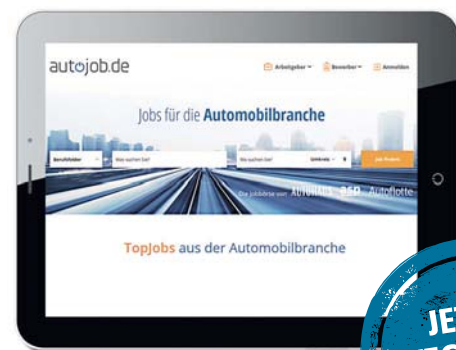 autojob.de
Arbeitgeber Bewerber Anmelden
Jobs für die Automobilbranche
Berufsfelder Was suchen Sie? Wo suchen Sie? Umkreis Job finden
Die Jobbörse von AUTOHAUS asp Autoflotte
TopJobs aus der Automobilbranche